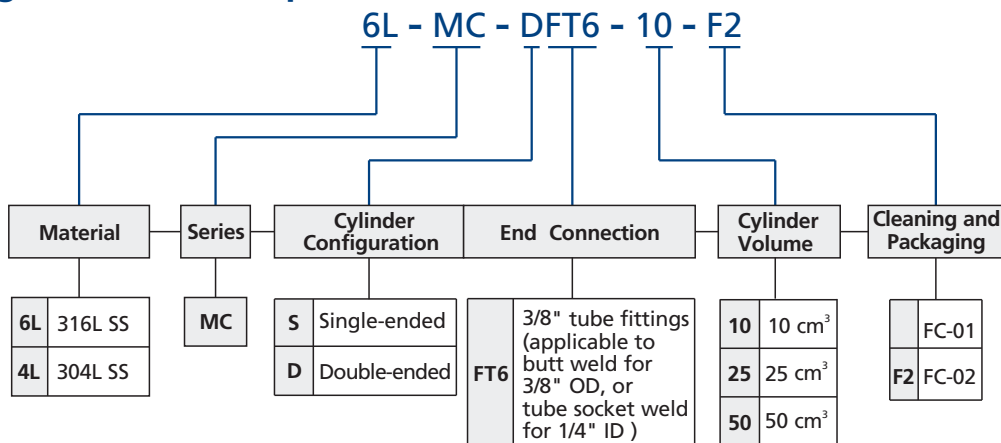 6L - MC - DFT6 - 10 - F2
Material
Series
Cylinder
Configuration
End Connection
Cylinder
Volume
Cleaning and
Packaging
6L 316L SS
4L 304L SS
MC
S Single-ended
D Double-ended
FT6
3/8" tube fittings
(applicable to
butt weld for
3/8" OD, or
tube socket weld
for 1/4" ID )
10 10 cm³
25 25 cm³
50 50 cm³
FC-01
F2 FC-02